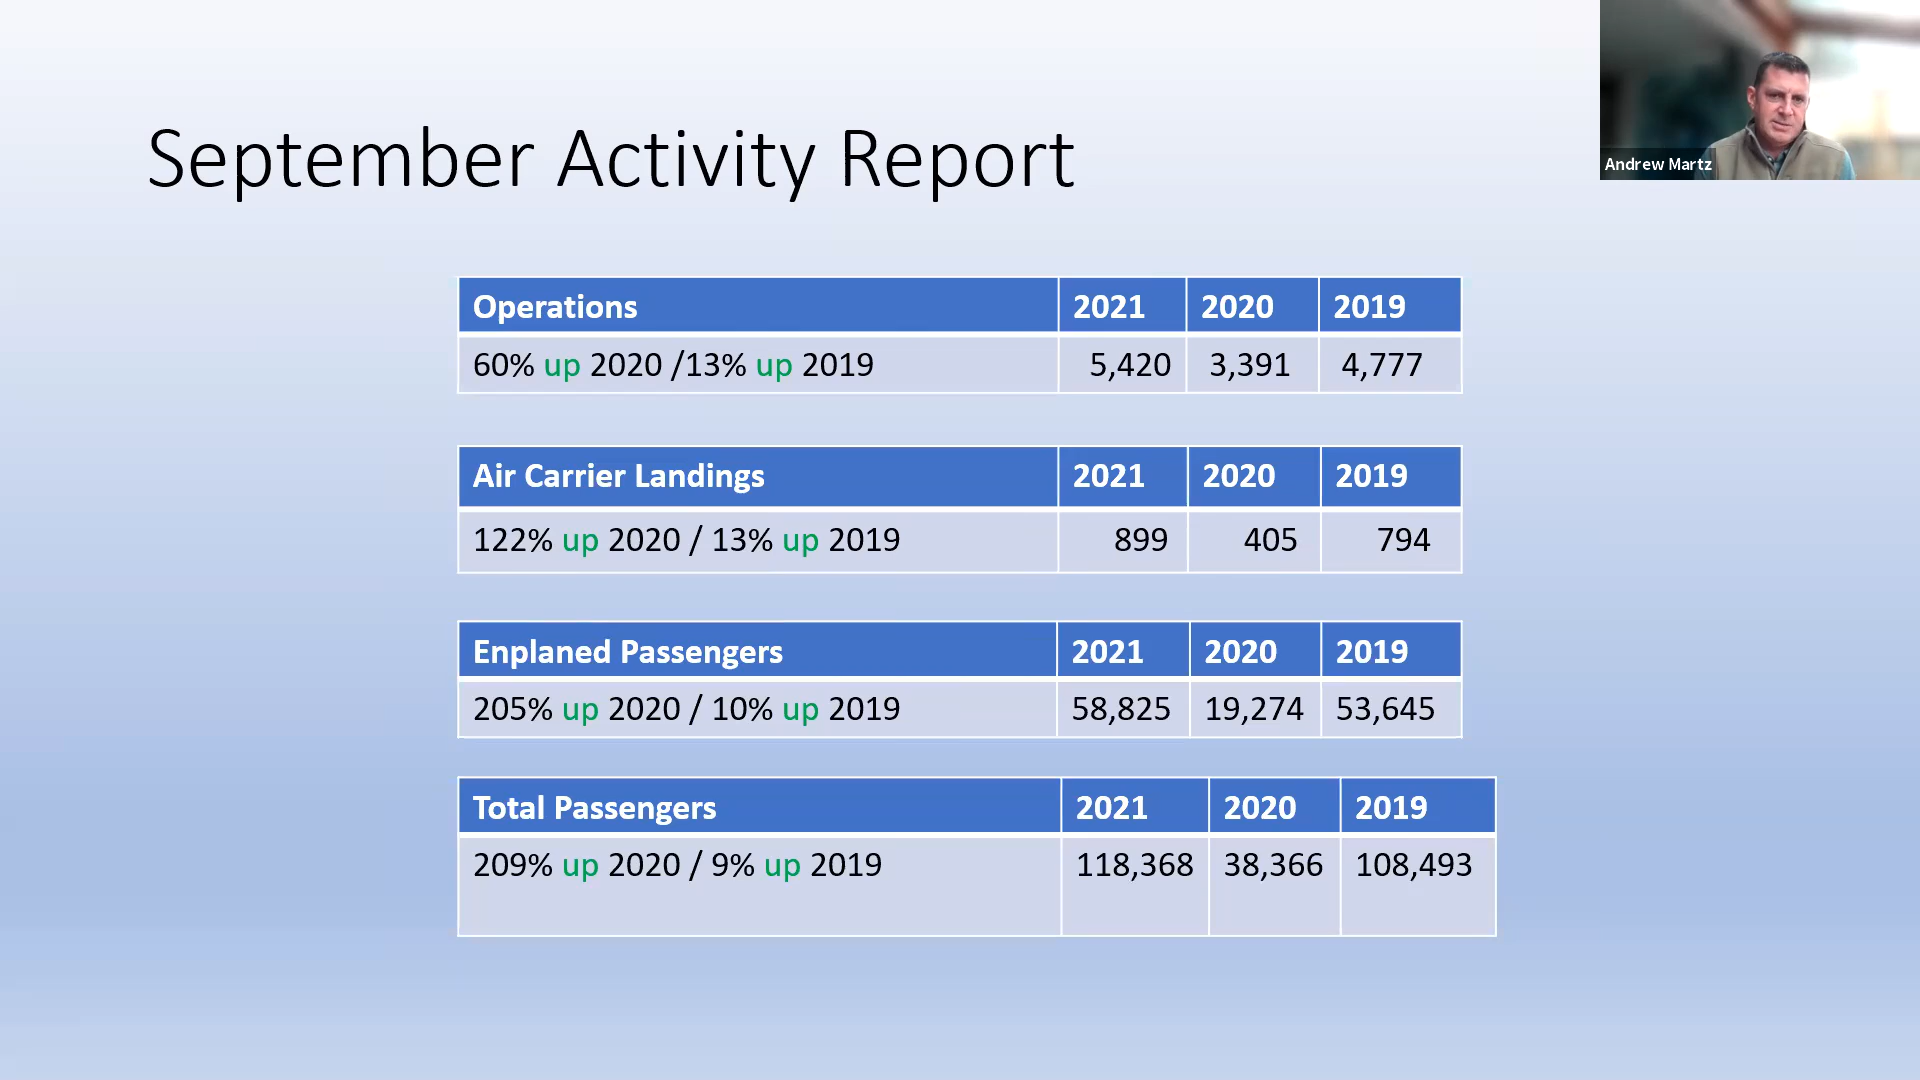 Andrew Martz
September Activity Report
Operations 2021 2020 2019
60% up 2020 /13% up 2019 5,420 3,391 4,777
Air Carrier Landings 2021 2020 2019
122% up 2020 / 13% up 2019 899 405 794
Enplaned Passengers 2021 2020 2019
205% up 2020 / 10% up 2019 58,825 19,274 53,645
Total Passengers 2021 2020 2019
209% up 2020 / 9% up 2019 118,368 38,366 108,493